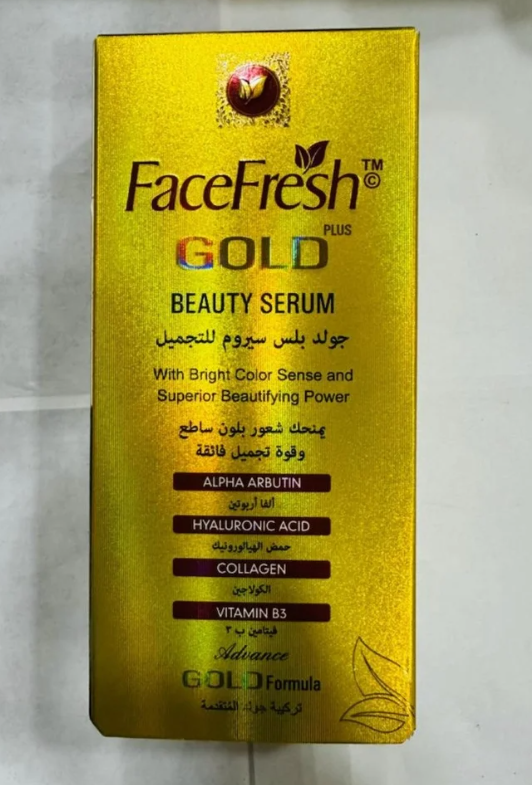 FaceFresh™©
GOLD PLUS
BEAUTY SERUM
جولد بلس سيروم للتجميل
With Bright Color Sense and
Superior Beautifying Power
يمنحك شعور بلون ساطع
وقوة تجميل فائقة
ALPHA ARBUTIN
ألفا أربوتين
HYALURONIC ACID
حمض الهيالورونيك
COLLAGEN
الكولاجين
VITAMIN B3
فيتامين ب ٣
Advance
GOLD Formula
تركيبة جولد المتقدمة